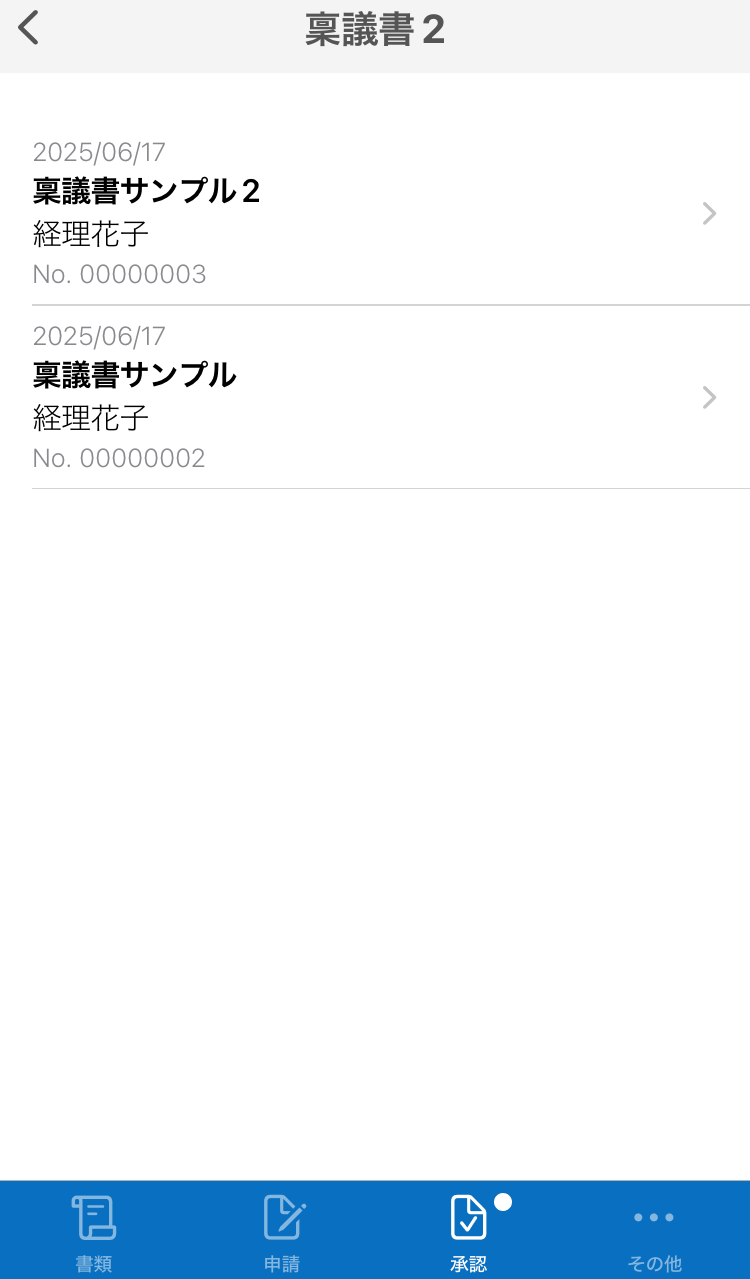 稟議書2
2025/06/17
稟議書サンプル2
経理花子
No. 00000003
2025/06/17
稟議書サンプル
経理花子
No. 00000002
書類
申請
承認
その他